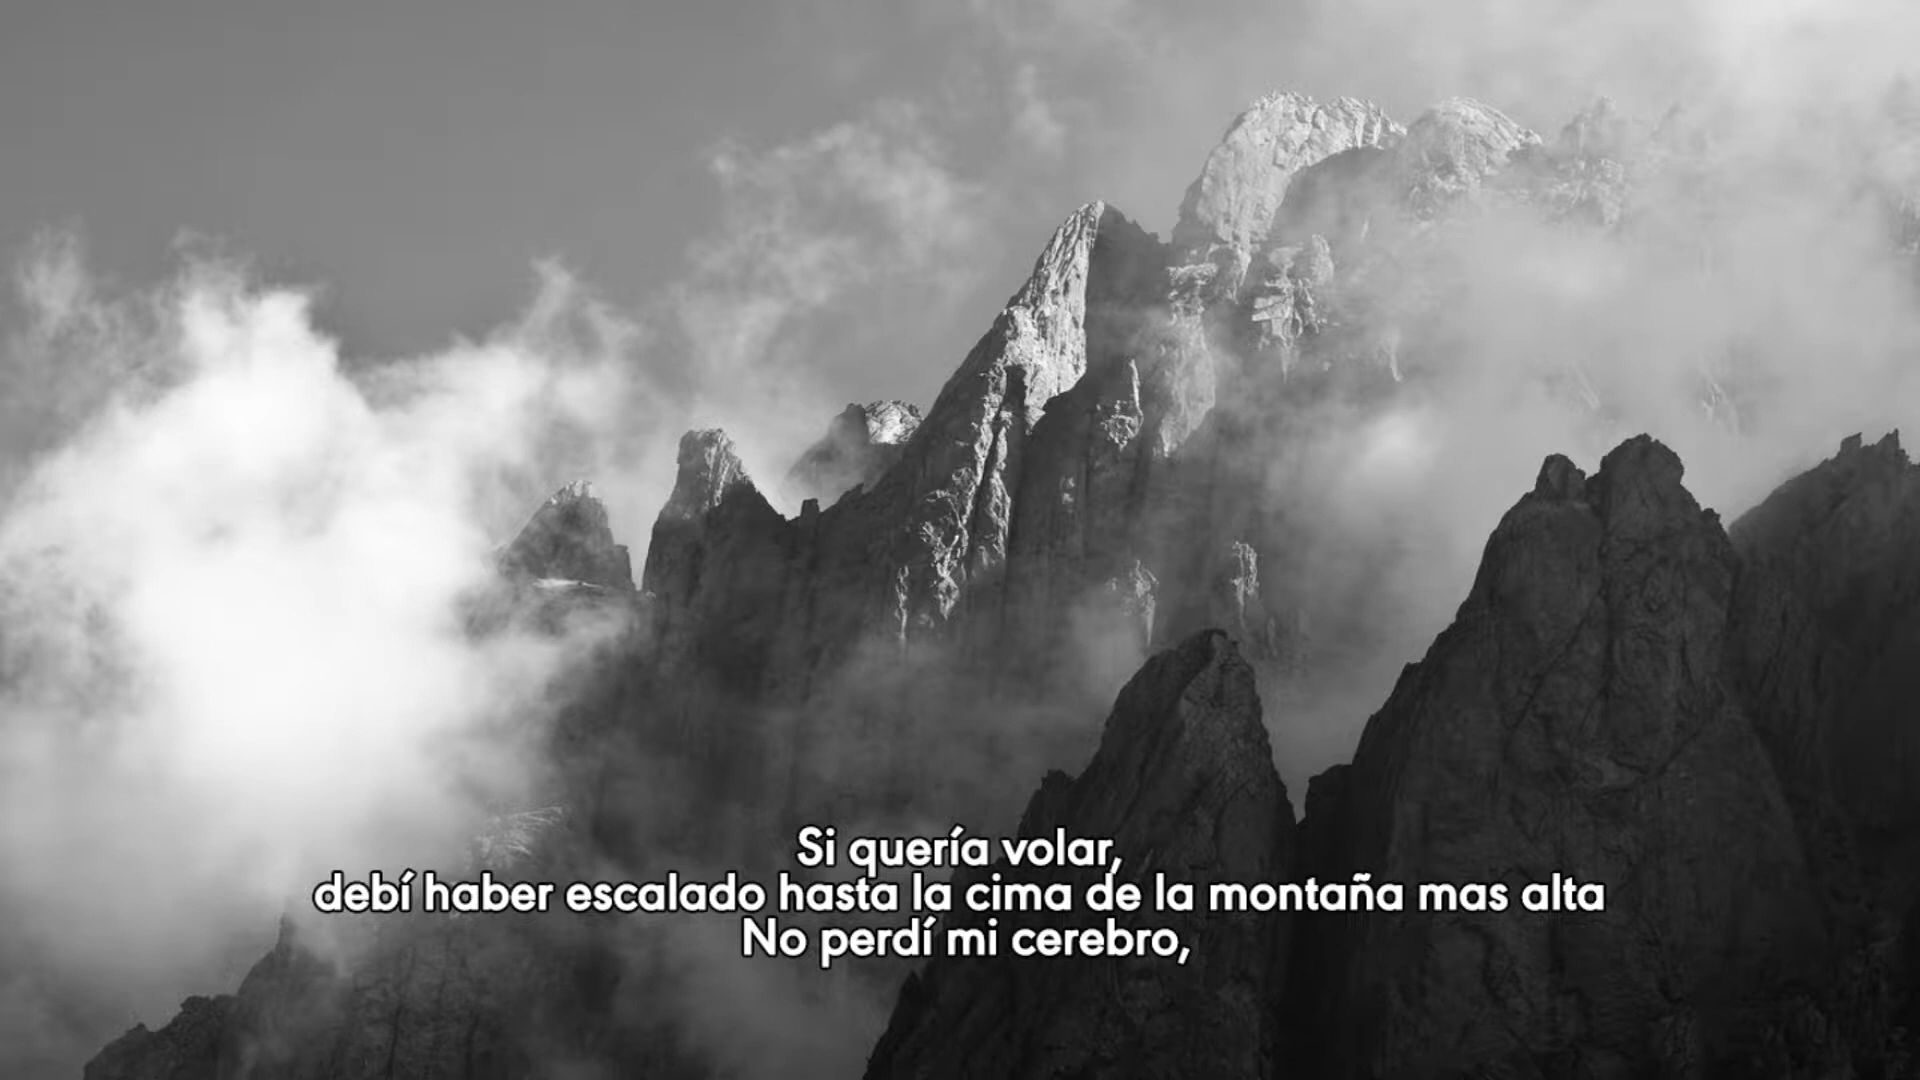 Si quería volar,
debí haber escalado hasta la cima de la montaña mas alta
No perdí mi cerebro,